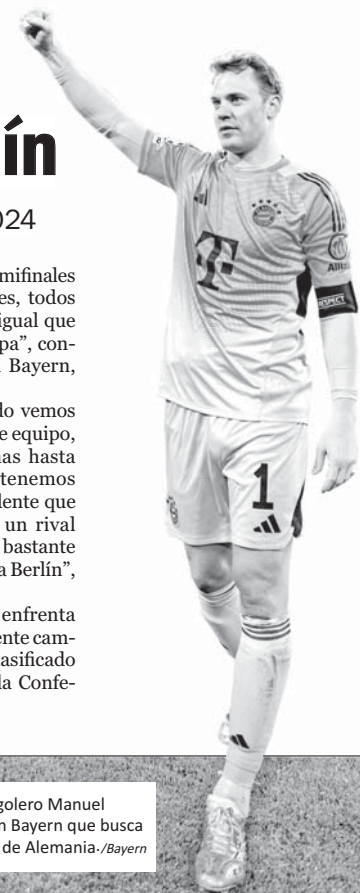 ín
024
mifinales
es, todos
igual que
pa”, con-
Bayern,
do vemos
e equipo,
as hasta
tenemos
lente que
un rival
bastante
a Berlín”,
enfrenta
ente cam-
asificado
la Confe-
golero Manuel
n Bayern que busca
de Alemania./Bayern
T
RESPECT
1